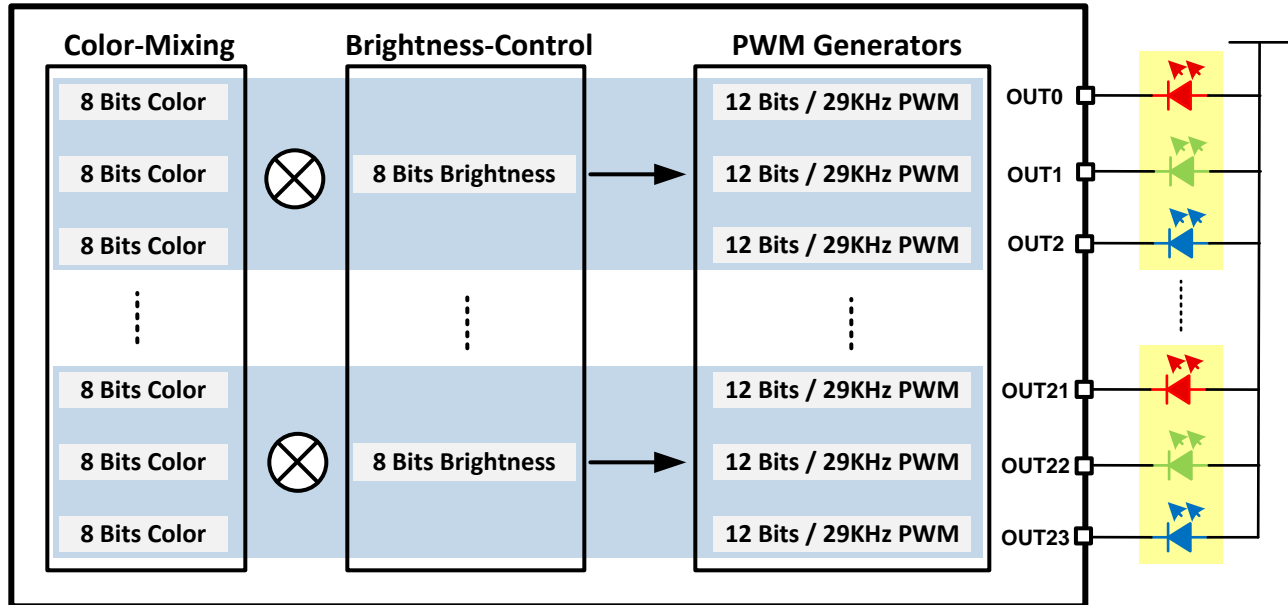 Color-Mixing Brightness-Control PWM Generators
8 Bits Color 12 Bits / 29KHz PWM OUT0
8 Bits Color 8 Bits Brightness 12 Bits / 29KHz PWM OUT1
8 Bits Color 12 Bits / 29KHz PWM OUT2
8 Bits Color 12 Bits / 29KHz PWM OUT21
8 Bits Color 8 Bits Brightness 12 Bits / 29KHz PWM OUT22
8 Bits Color 12 Bits / 29KHz PWM OUT23